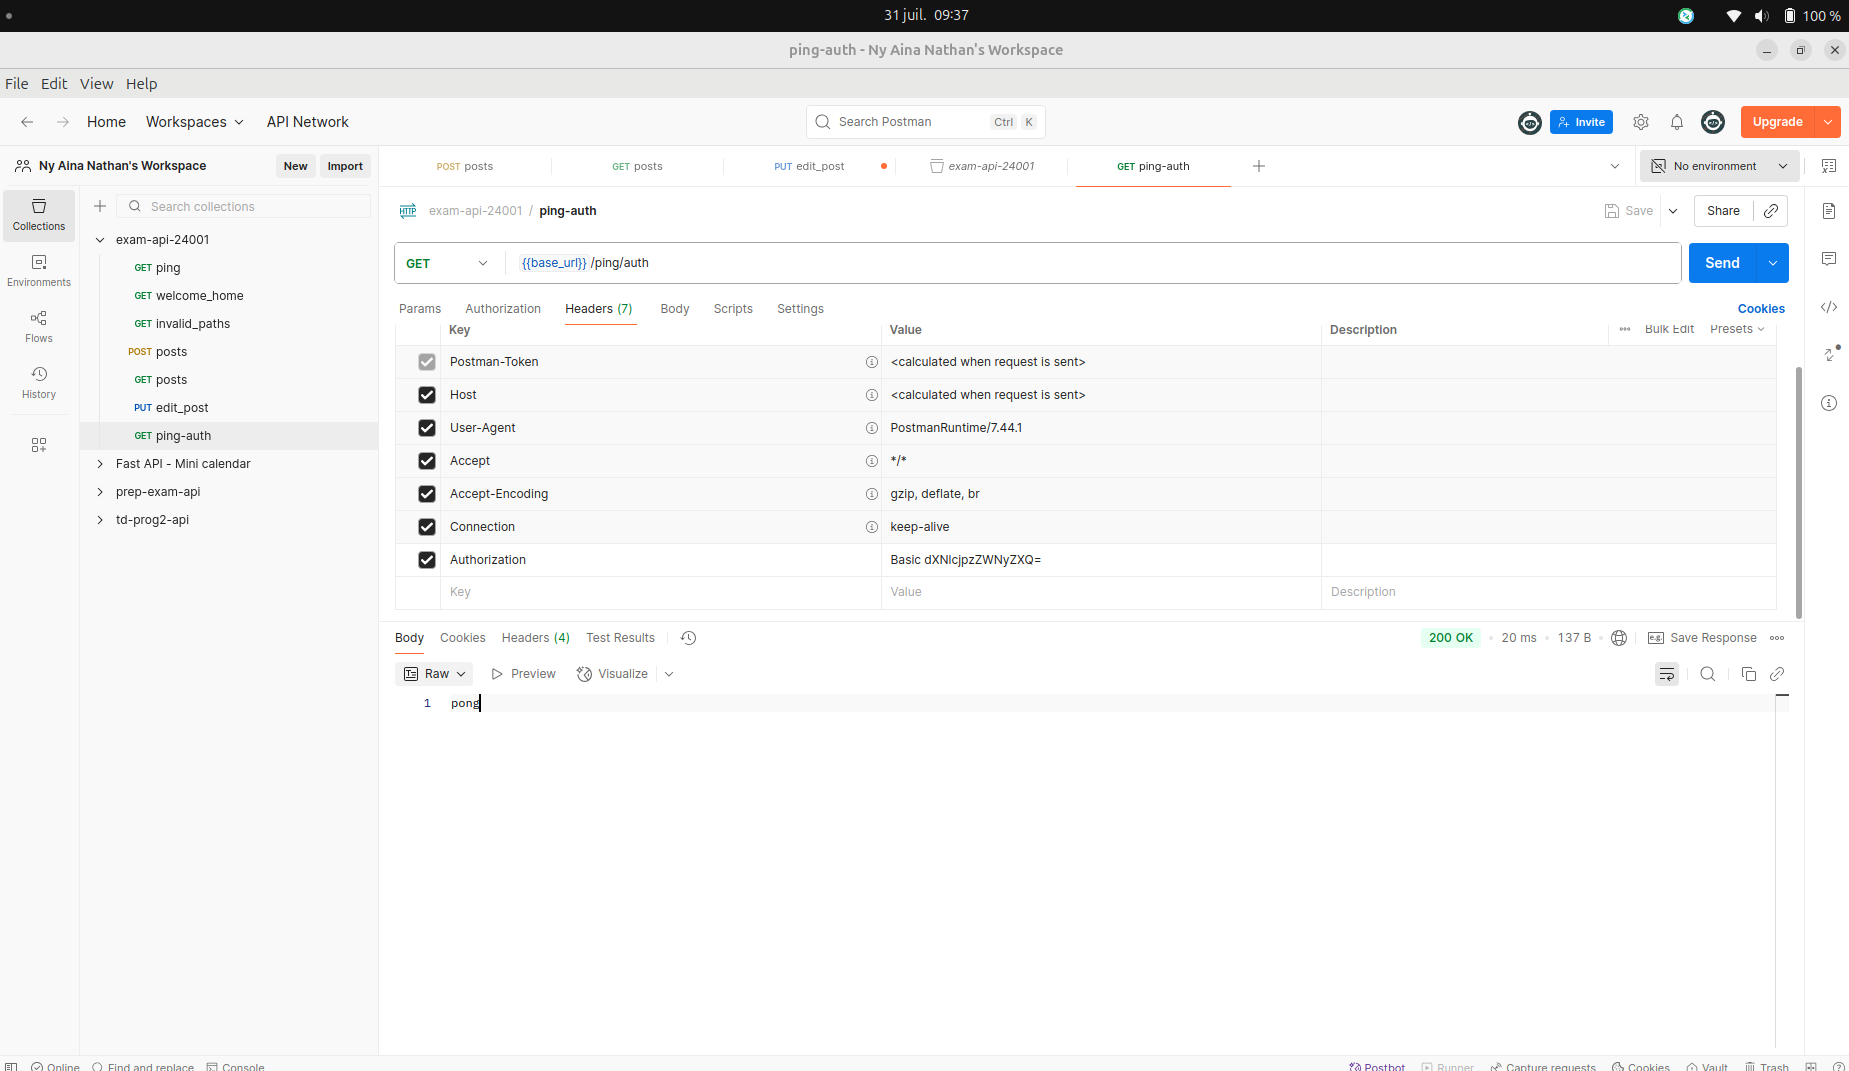 31 juil. 09:37
100 %
ping-auth - Ny Aina Nathan's Workspace
File Edit View Help
Home Workspaces API Network
Search Postman Ctrl K
Invite
Upgrade
Ny Aina Nathan's Workspace
New Import
POST posts
GET posts
PUT edit_post
exam-api-24001
GET ping-auth
No environment
Collections
Environments
Flows
History
Search collections
exam-api-24001
GET ping
GET welcome_home
GET invalid_paths
POST posts
GET posts
PUT edit_post
GET ping-auth
Fast API - Mini calendar
prep-exam-api
td-prog2-api
HTTP exam-api-24001 / ping-auth
Save Share
GET {{base_url}} /ping/auth
Send
Params Authorization Headers (7) Body Scripts Settings
Cookies
Key Value Description Bulk Edit Presets
Postman-Token <calculated when request is sent>
Host <calculated when request is sent>
User-Agent PostmanRuntime/7.44.1
Accept */*
Accept-Encoding gzip, deflate, br
Connection keep-alive
Authorization Basic dXNlcjpzZWNyZXQ=
Key Value Description
Body Cookies Headers (4) Test Results
200 OK • 20 ms • 137 B
e.g. Save Response
Raw Preview Visualize
1 pong
Online Find and replace Console
Postbot Runner Capture requests Cookies Vault Trash